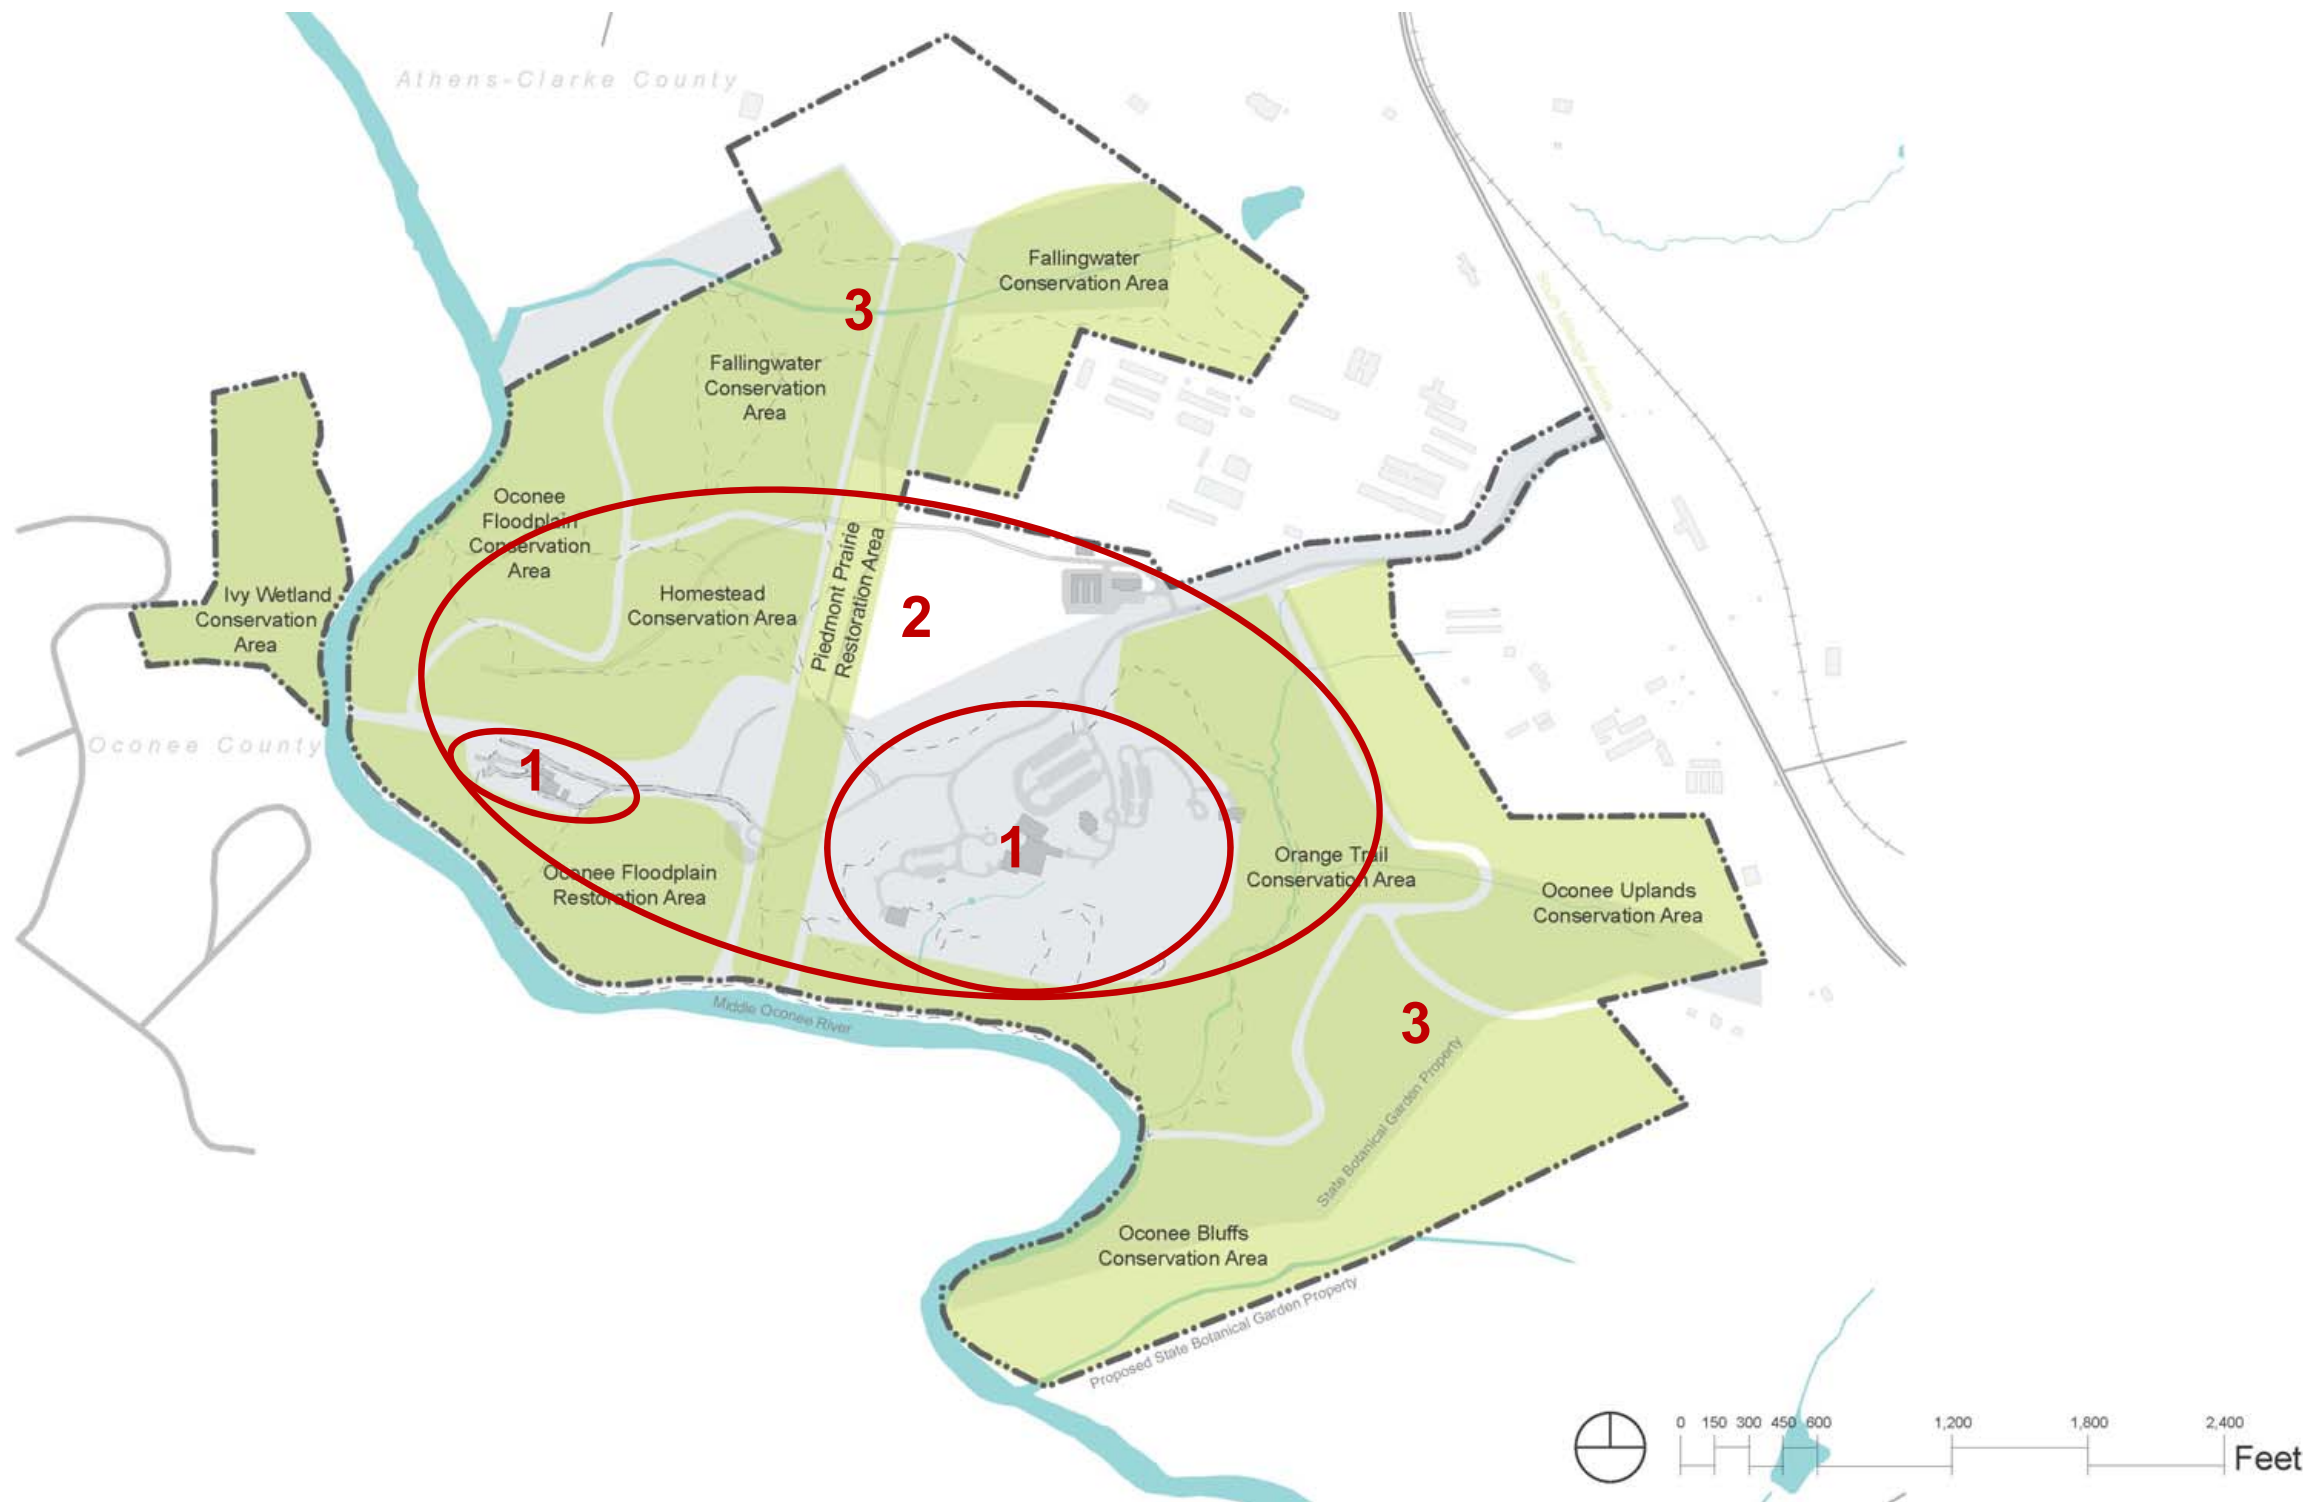 Athens-Clarke County
Fallingwater
Conservation Area
3
Fallingwater
Conservation
Area
South Milledge Avenue
Oconee
Floodplain
Conservation
Area
Piedmont Prairie
Restoration Area
Ivy Wetland
Conservation
Area
Homestead
Conservation Area
2
Oconee County
1
1
Orange Trail
Conservation Area
Oconee Floodplain
Restoration Area
Oconee Uplands
Conservation Area
Middle Oconee River
3
State Botanical Garden Property
Oconee Bluffs
Conservation Area
Proposed State Botanical Garden Property
0 150 300 450 600 1,200 1,800 2,400
Feet